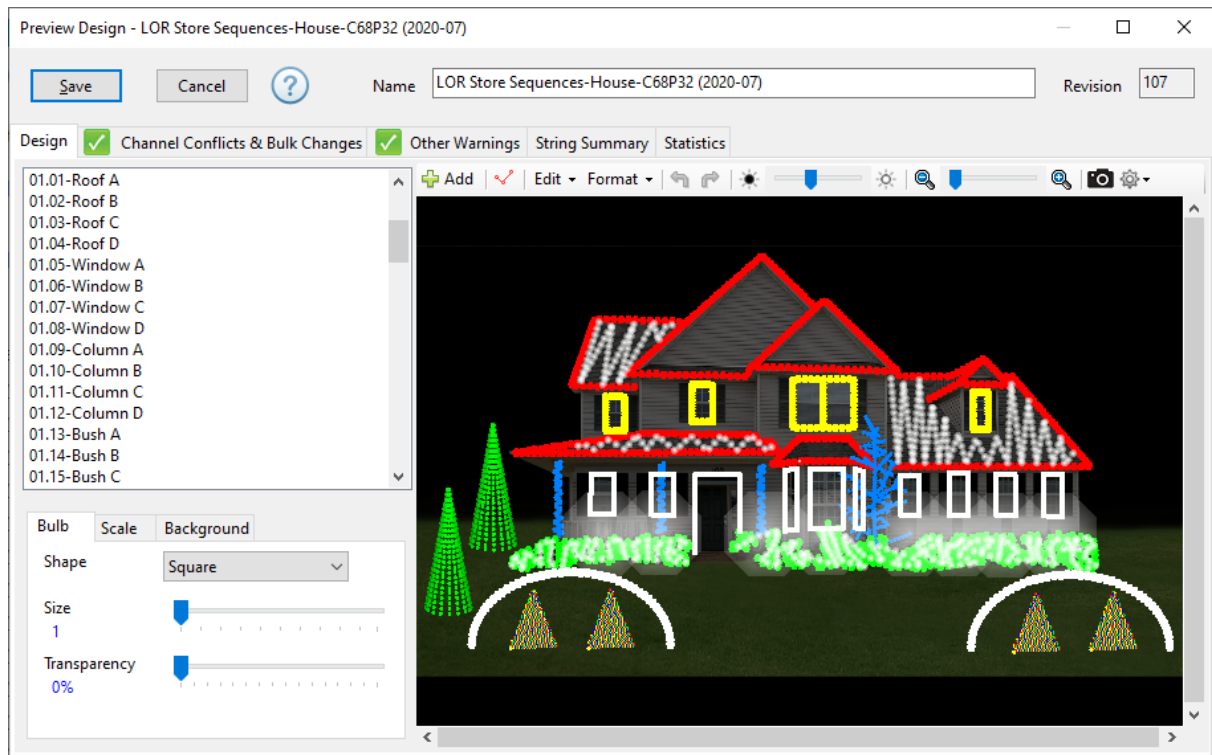 Preview Design - LOR Store Sequences-House-C68P32 (2020-07)
Save Cancel ? Name LOR Store Sequences-House-C68P32 (2020-07) Revision 107
Design Channel Conflicts & Bulk Changes Other Warnings String Summary Statistics
Add Edit Format
01.01-Roof A
01.02-Roof B
01.03-Roof C
01.04-Roof D
01.05-Window A
01.06-Window B
01.07-Window C
01.08-Window D
01.09-Column A
01.10-Column B
01.11-Column C
01.12-Column D
01.13-Bush A
01.14-Bush B
01.15-Bush C
Bulb Scale Background
Shape Square
Size
1
Transparency
0%